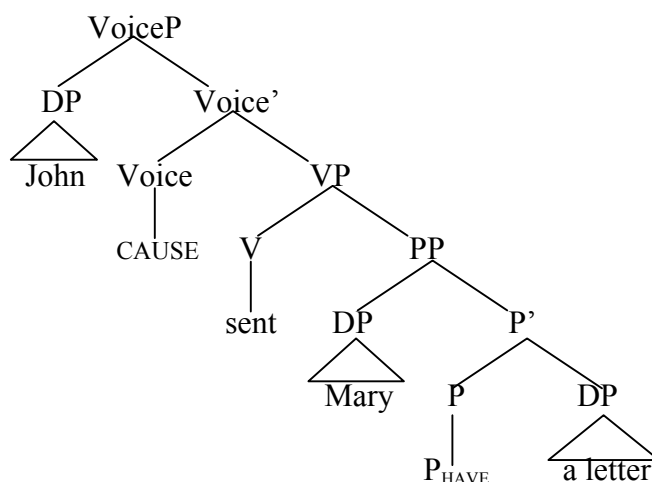 VoiceP
DP Voice’
John Voice VP
CAUSE V PP
sent DP P’
Mary P DP
PHAVE a letter